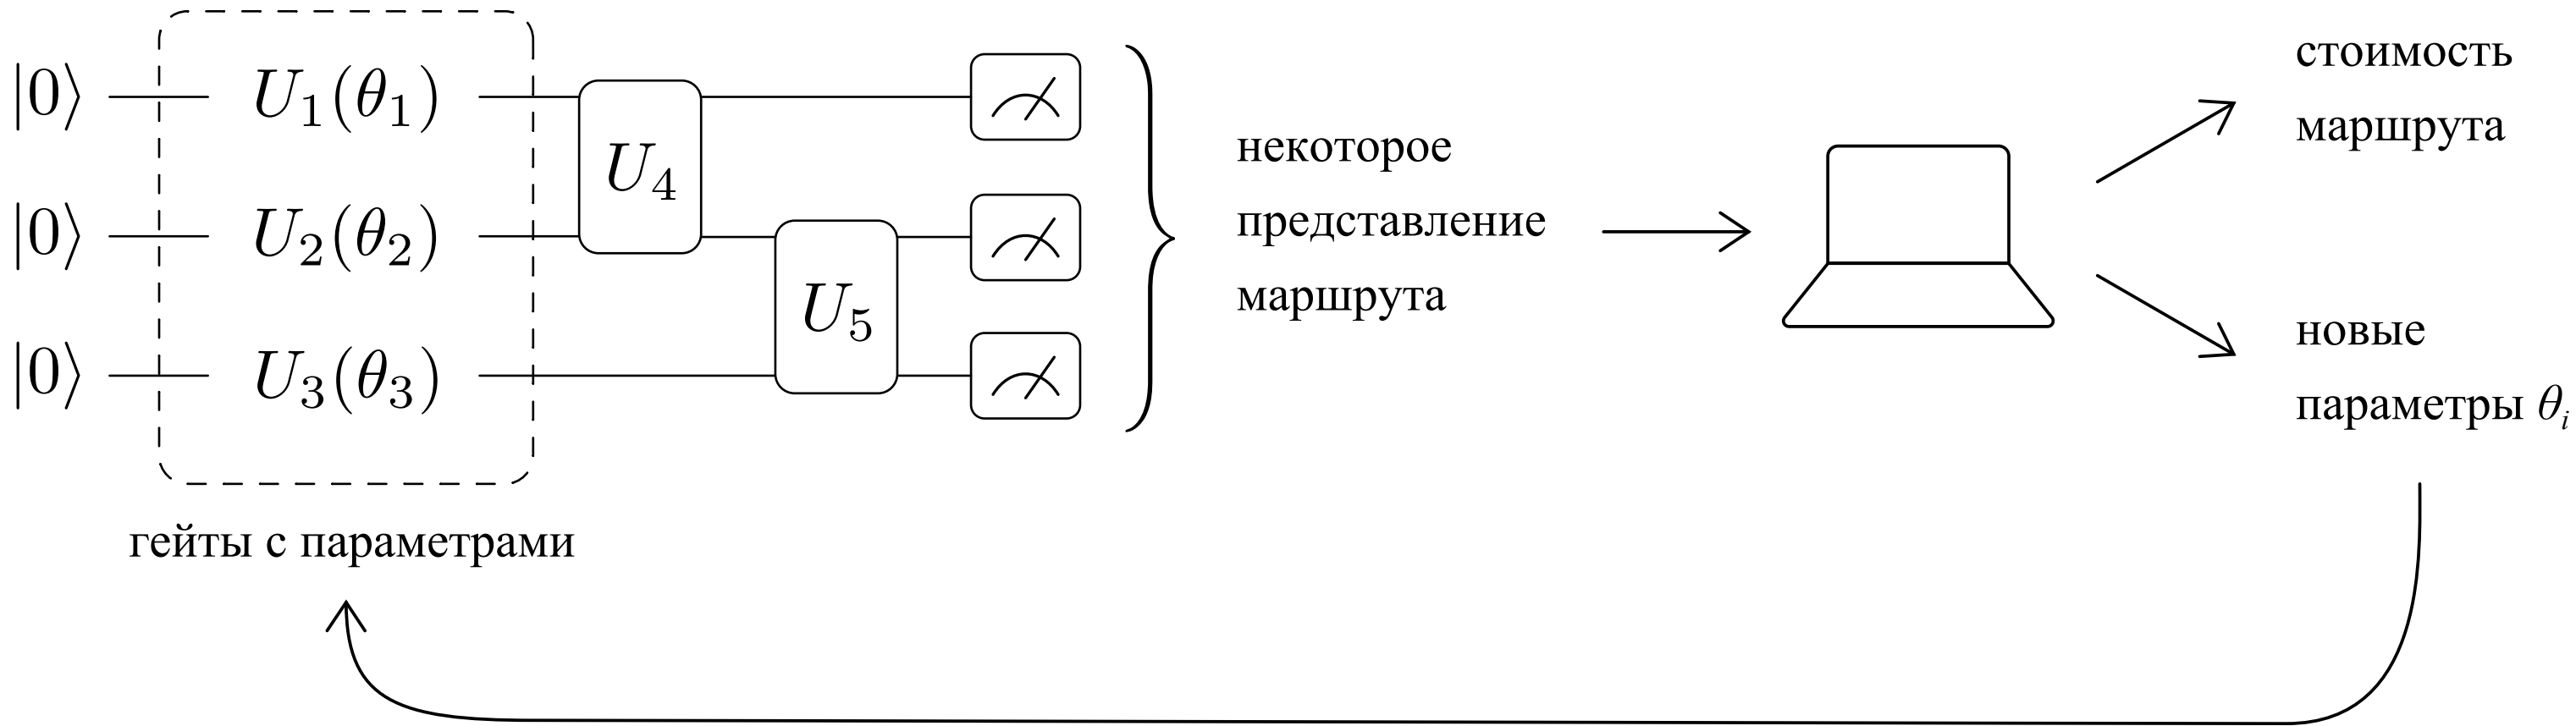 |0⟩ U₁(θ₁)
|0⟩ U₂(θ₂)
|0⟩ U₃(θ₃)
U₄
U₅
гейты с параметрами
некоторое
представление
маршрута
стоимость
маршрута
новые
параметры θᵢ